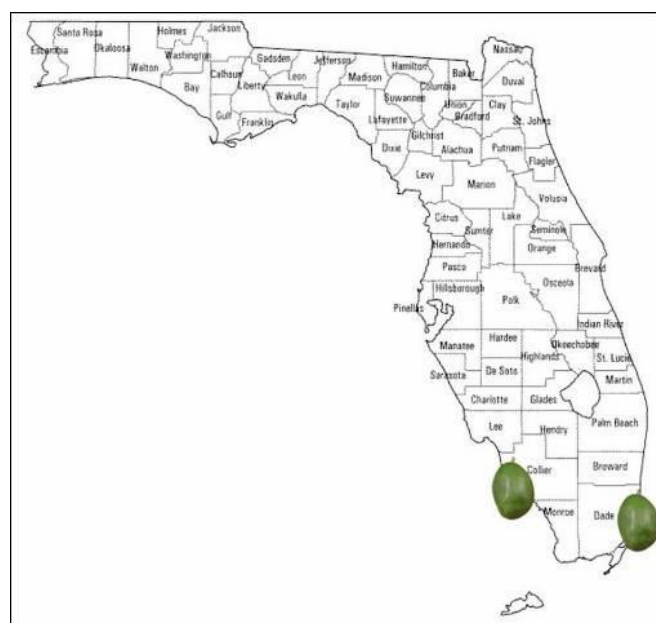 Escambia
Santa Rosa
Okaloosa
Walton
Holmes
Washington
Jackson
Bay
Calhoun
Gulf
Gadsden
Liberty
Franklin
Leon
Wakulla
Jefferson
Madison
Taylor
Hamilton
Suwannee
Lafayette
Dixie
Columbia
Gilchrist
Baker
Union
Bradford
Alachua
Levy
Nassau
Duval
Clay
St. Johns
Putnam
Flagler
Marion
Volusia
Citrus
Sumter
Lake
Seminole
Orange
Hernando
Pasco
Brevard
Osceola
Hillsborough
Pinellas
Polk
Indian River
Manatee
Hardee
Highlands
Okeechobee
St. Lucie
Sarasota
De Soto
Martin
Charlotte
Glades
Lee
Hendry
Palm Beach
Collier
Broward
Monroe
Dade